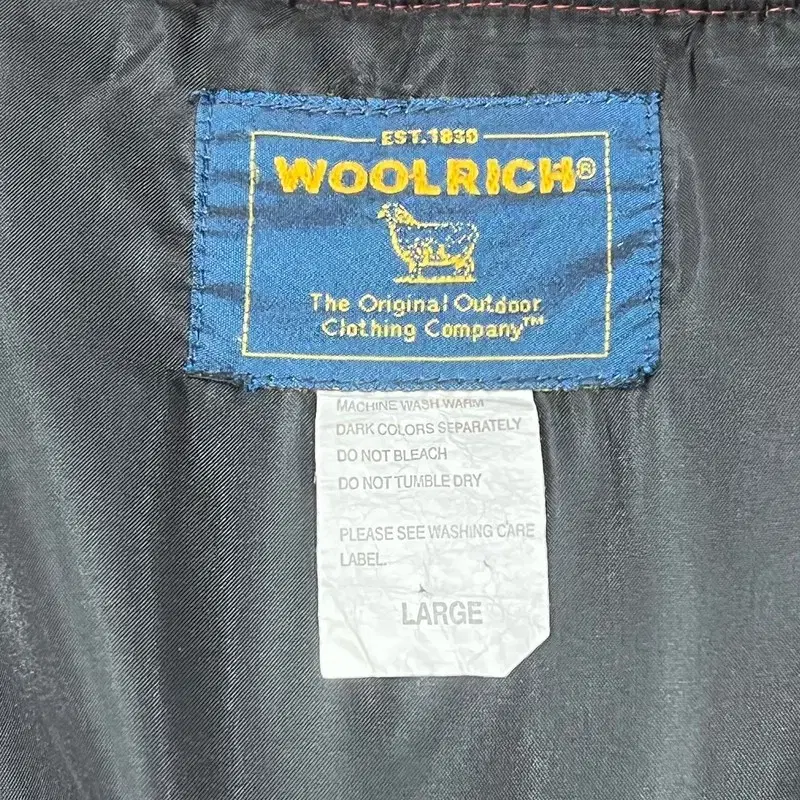 EST. 1830
WOOLRICH®
The Original Outdoor
Clothing Company™
MACHINE WASH WARM
DARK COLORS SEPARATELY
DO NOT BLEACH
DO NOT TUMBLE DRY
PLEASE SEE WASHING CARE
LABEL.
LARGE